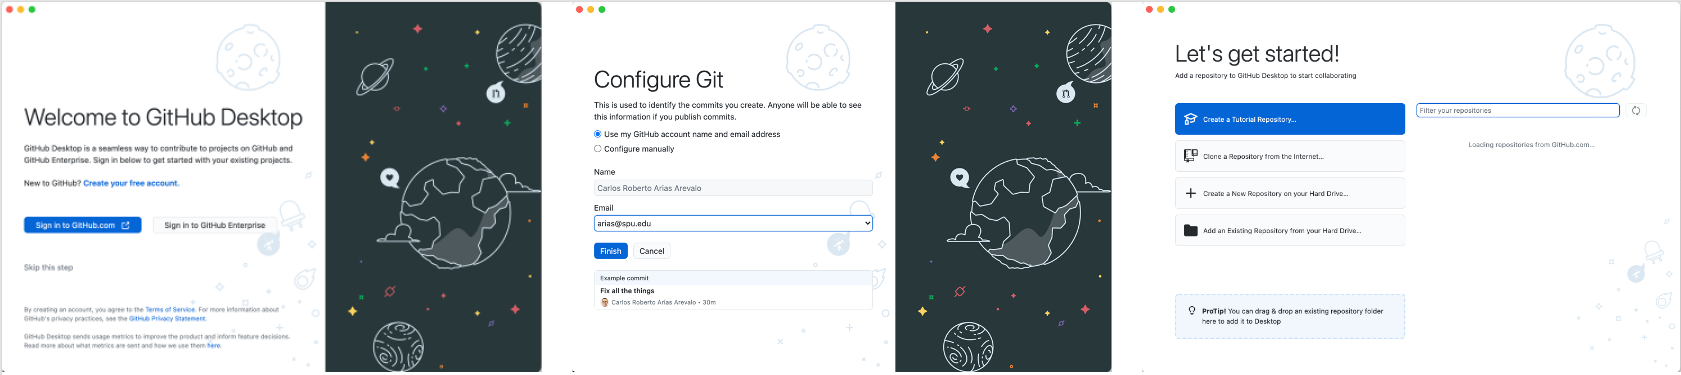 Welcome to GitHub Desktop
GitHub Desktop is a seamless way to contribute to projects on GitHub and
GitHub Enterprise. Sign in below to get started with your existing projects.
New to GitHub? Create your free account.
Sign in to GitHub.com
Sign in to GitHub Enterprise
Skip this step
By creating an account, you agree to the Terms of Service. For more information about
GitHub's privacy practices, see the GitHub Privacy Statement.
GitHub Desktop sends usage metrics to improve the product and inform feature decisions.
Read more about what metrics are sent and how we use them here.
Configure Git
This is used to identify the commits you create. Anyone will be able to see
this information if you publish commits.
Use my GitHub account name and email address
Configure manually
Name
Carlos Roberto Arias Arevalo
Email
arias@spu.edu
Finish
Cancel
Example commit
Fix all the things
Carlos Roberto Arias Arevalo • 30m
Let's get started!
Add a repository to GitHub Desktop to start collaborating
Create a Tutorial Repository...
Clone a Repository from the Internet...
Create a New Repository on your Hard Drive...
Add an Existing Repository from your Hard Drive...
Filter your repositories
Loading repositories from GitHub.com...
ProTip! You can drag & drop an existing repository folder
here to add it to Desktop